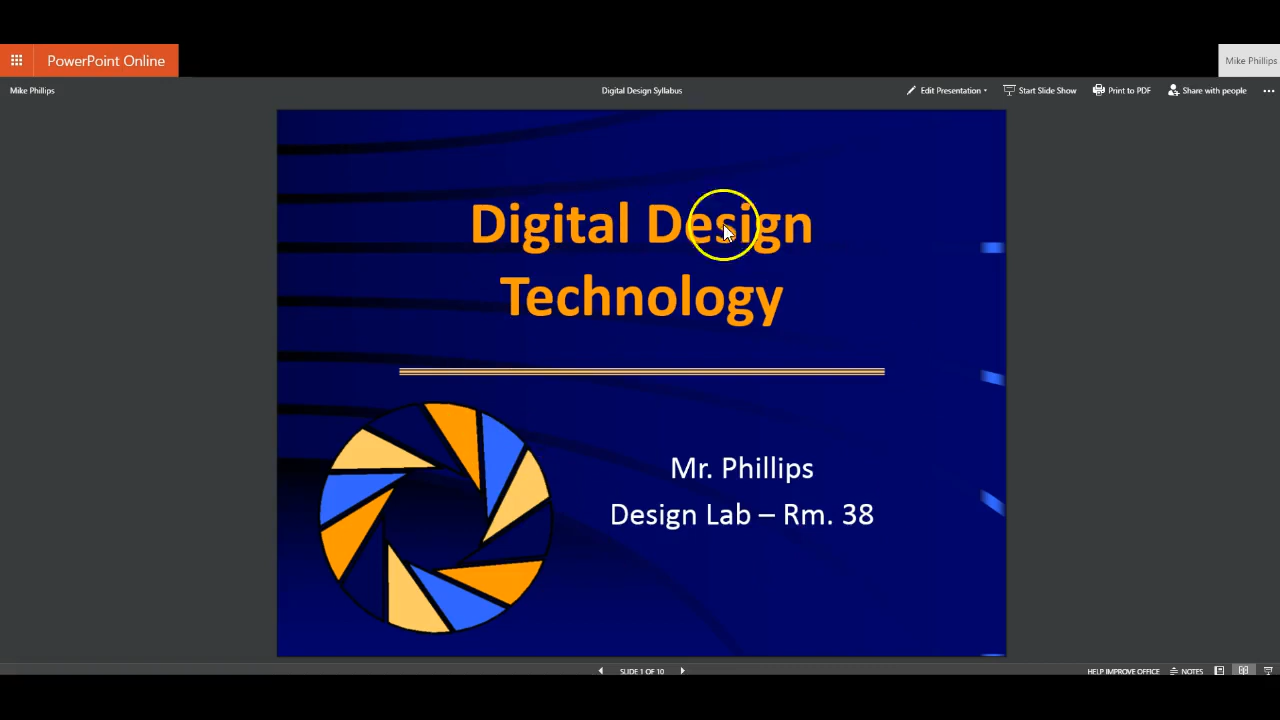 PowerPoint Online
Mike Phillips
Mike Phillips
Digital Design Syllabus
Edit Presentation
Start Slide Show
Print to PDF
Share with people
Digital Design
Technology
Mr. Phillips
Design Lab – Rm. 38
SLIDE 1 OF 10
HELP IMPROVE OFFICE
NOTES